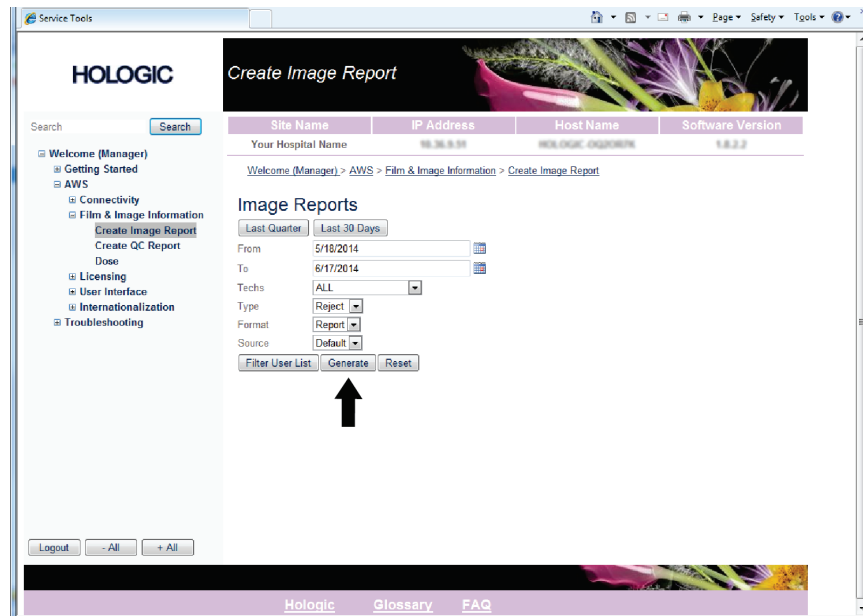 Service Tools
Page Safety Tools
HOLOGIC
Create Image Report
Search Search
Site Name IP Address Host Name Software Version
Your Hospital Name 1.8.2.2
Welcome (Manager)
Getting Started
AWS
Connectivity
Film & Image Information
Create Image Report
Create QC Report
Dose
Licensing
User Interface
Internationalization
Troubleshooting
Welcome (Manager) > AWS > Film & Image Information > Create Image Report
Image Reports
Last Quarter Last 30 Days
From 5/18/2014
To 6/17/2014
Techs ALL
Type Reject
Format Report
Source Default
Filter User List Generate Reset
Logout - All + All
Hologic Glossary FAQ